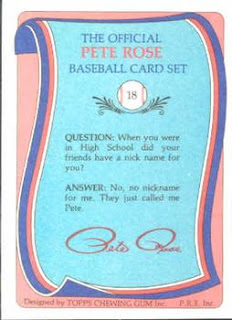 THE OFFICIAL
PETE ROSE
BASEBALL CARD SET
18
QUESTION: When you were
in High School did your
friends have a nick name for
you?
ANSWER: No, no nickname
for me. They just called me
Pete.
Pete Rose
Designed by TOPPS CHEWING GUM Inc. P.R.E. Inc.